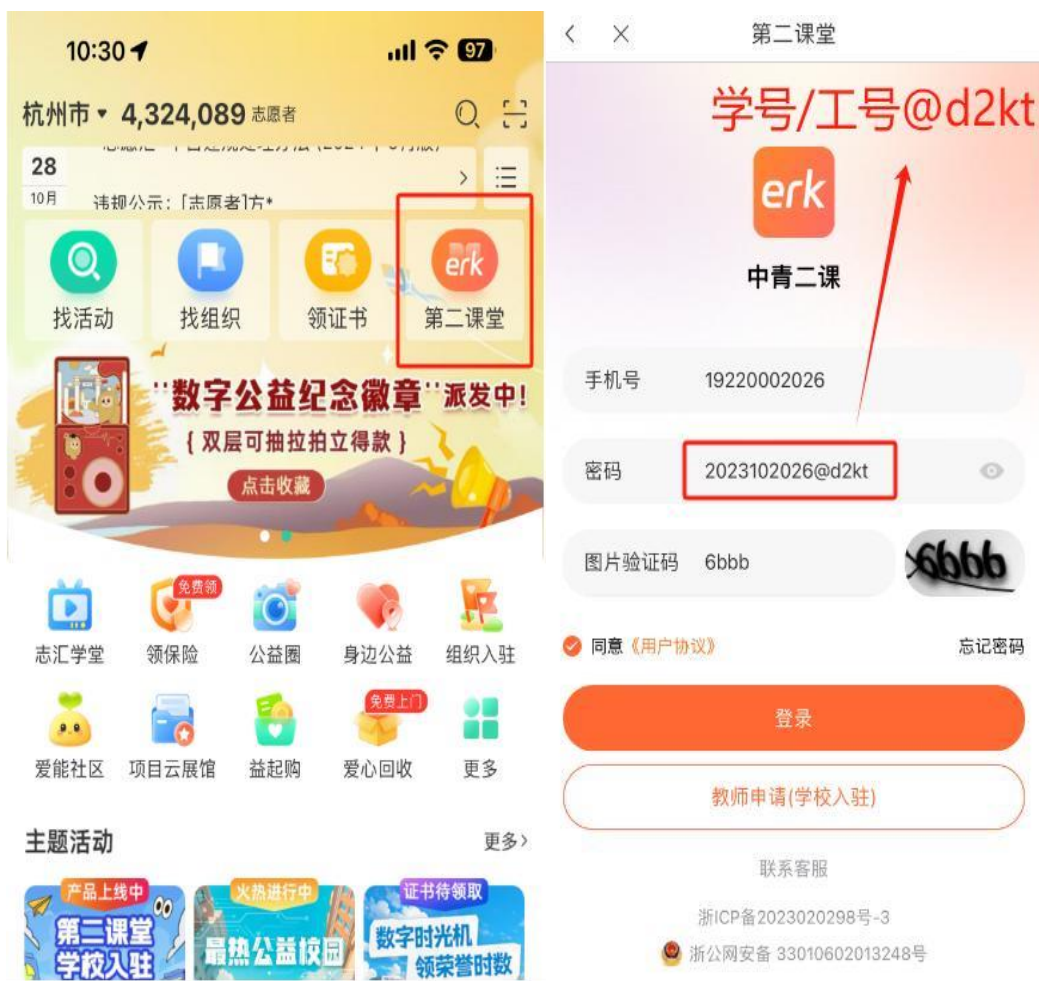 10:30
97
杭州市 4,324,089 志愿者
28
10月
违规公示：[志愿者]方*
erk
找活动
找组织
领证书
第二课堂
"数字公益纪念徽章"派发中!
{ 双层可抽拉拍立得款 }
点击收藏
免费领
志汇学堂
领保险
公益圈
身边公益
组织入驻
免费上门
爱能社区
项目云展馆
益起购
爱心回收
更多
主题活动
更多
产品上线中
第二课堂
学校入驻
火热进行中
最热公益校园
证书待领取
数字时光机
领荣誉时数
第二课堂
学号/工号@d2kt
erk
中青二课
手机号 19220002026
密码 2023102026@d2kt
图片验证码 6bbb
6bbb
同意《用户协议》
忘记密码
登录
教师申请(学校入驻)
联系客服
浙ICP备2023020298号-3
浙公网安备 33010602013248号